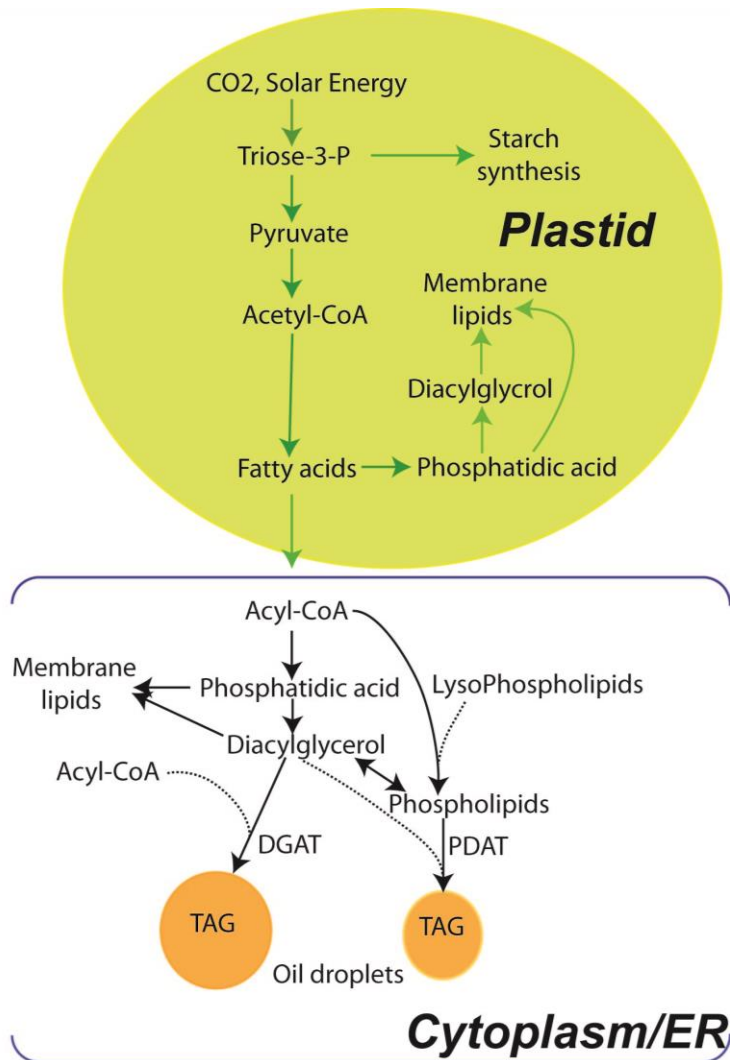 CO2, Solar Energy
Triose-3-P
Starch
synthesis
Plastid
Pyruvate
Membrane
lipids
Acetyl-CoA
Diacylglycrol
Fatty acids
Phosphatidic acid
Acyl-CoA
Membrane
lipids
Phosphatidic acid
LysoPhospholipids
Diacylglycerol
Acyl-CoA
Phospholipids
DGAT
PDAT
TAG
TAG
Oil droplets
Cytoplasm/ER